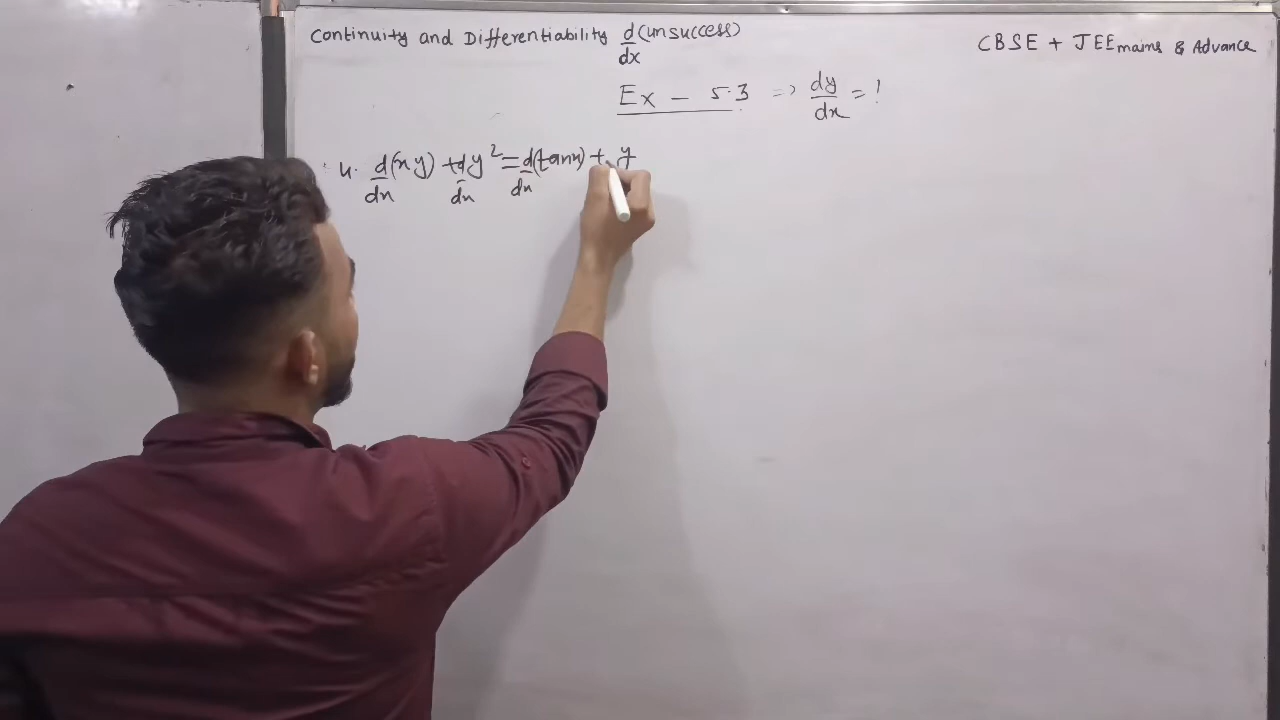 Continuity and Differentiability d/dx (unsuccess)
CBSE + JEE mains & Advance
Ex - 5.3 => dy/dx = !
4. d/dx (xy) + d/dx y² = d/dx (tanx) + y